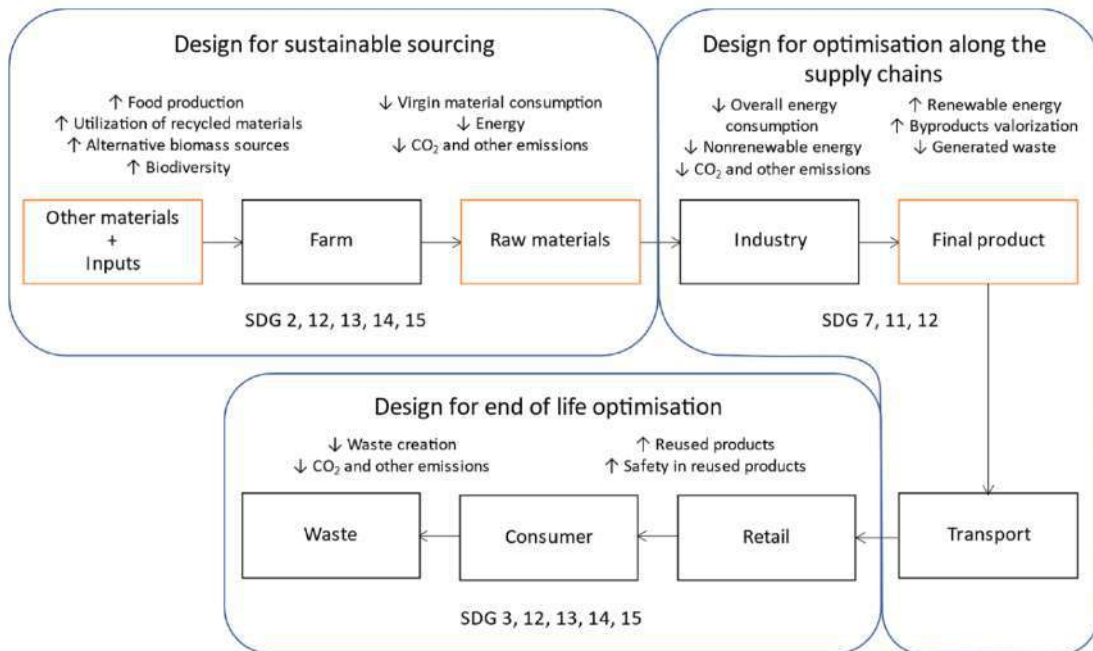 Design for sustainable sourcing
↑ Food production
↑ Utilization of recycled materials
↑ Alternative biomass sources
↑ Biodiversity
↓ Virgin material consumption
↓ Energy
↓ CO₂ and other emissions
Other materials
+
Inputs
Farm
Raw materials
SDG 2, 12, 13, 14, 15
Design for optimisation along the
supply chains
↓ Overall energy
consumption
↓ Nonrenewable energy
↓ CO₂ and other emissions
↑ Renewable energy
↑ Byproducts valorization
↓ Generated waste
Industry
Final product
SDG 7, 11, 12
Transport
Design for end of life optimisation
↓ Waste creation
↓ CO₂ and other emissions
↑ Reused products
↑ Safety in reused products
Waste
Consumer
Retail
SDG 3, 12, 13, 14, 15